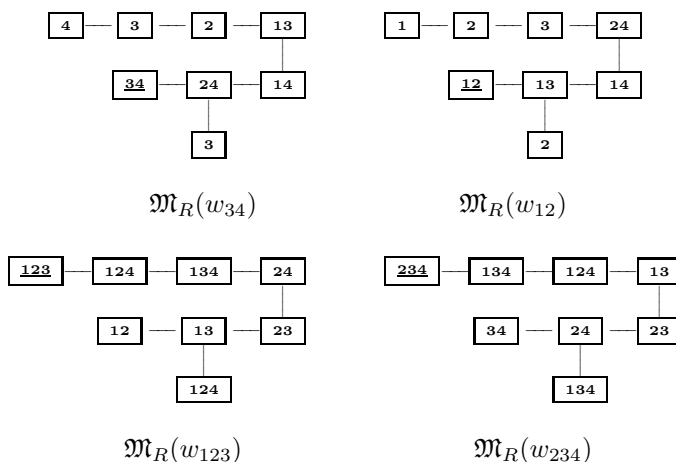 4 3 2 13 1 2 3 24
34 24 14 12 13 14
3 2
𝔐_R(w_34) 𝔐_R(w_12)
123 124 134 24 234 134 124 13
12 13 23 34 24 23
124 134
𝔐_R(w_123) 𝔐_R(w_234)